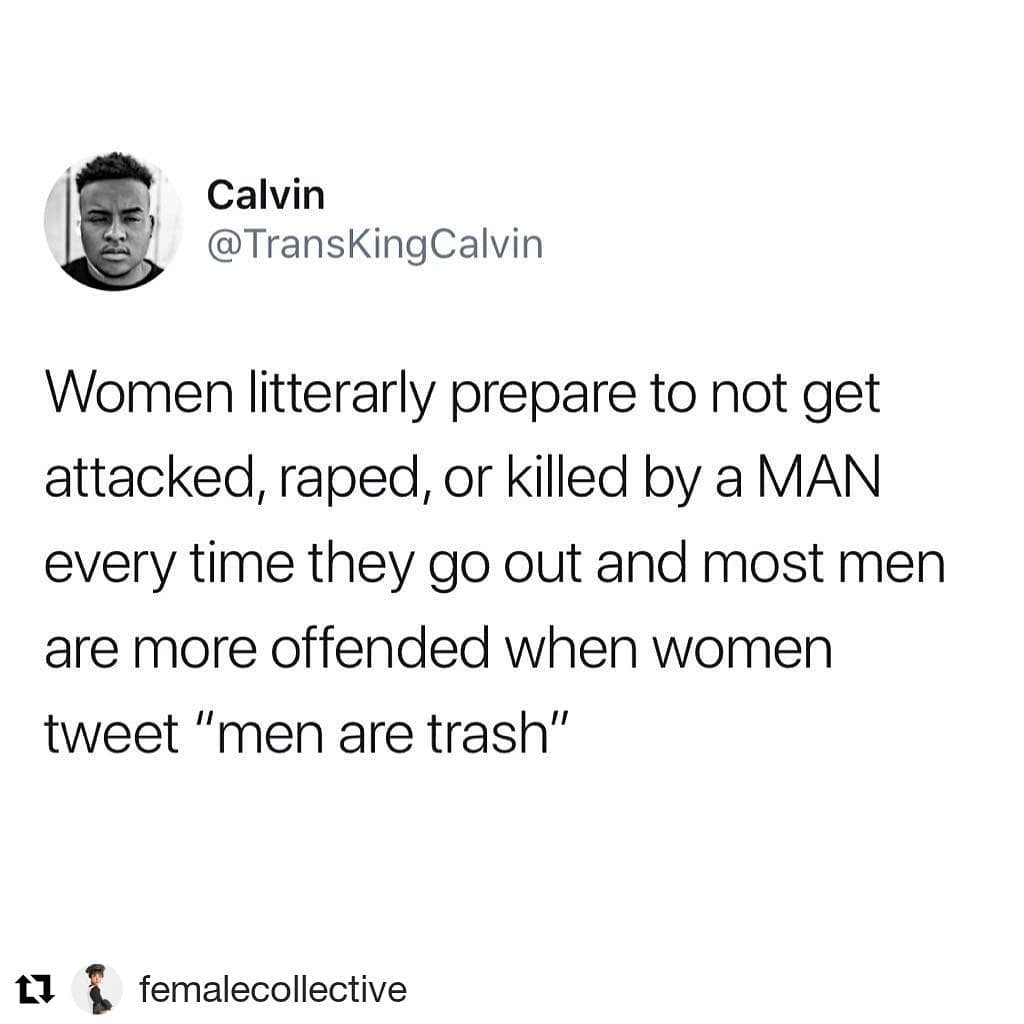 Calvin
@TransKingCalvin
Women litterarly prepare to not get
attacked, raped, or killed by a MAN
every time they go out and most men
are more offended when women
tweet "men are trash"
femalecollective